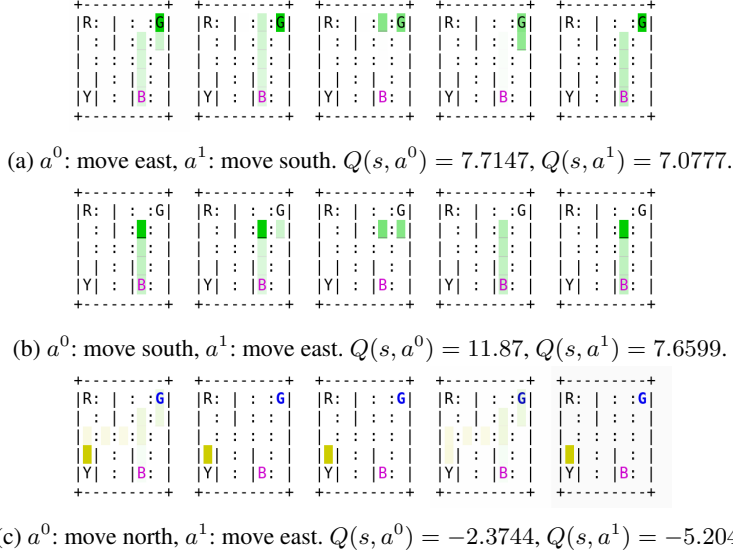 +---------+ +---------+ +---------+ +---------+ +---------+
|R: | : :G| |R: | : :G| |R: | : :G| |R: | : :G| |R: | : :G|
| : | : : | | : | : : | | : | : : | | : | : : | | : | : : |
| : : : : | | : : : : | | : : : : | | : : : : | | : : : : |
| | : | : | | | : | : | | | : | : | | | : | : | | | : | : |
|Y| : |B: | |Y| : |B: | |Y| : |B: | |Y| : |B: | |Y| : |B: |
+---------+ +---------+ +---------+ +---------+ +---------+
(a) a⁰: move east, a¹: move south. Q(s, a⁰) = 7.7147, Q(s, a¹) = 7.0777.
+---------+ +---------+ +---------+ +---------+ +---------+
|R: | : :G| |R: | : :G| |R: | : :G| |R: | : :G| |R: | : :G|
| : | : : | | : | : : | | : | : : | | : | : : | | : | : : |
| : : : : | | : : : : | | : : : : | | : : : : | | : : : : |
| | : | : | | | : | : | | | : | : | | | : | : | | | : | : |
|Y| : |B: | |Y| : |B: | |Y| : |B: | |Y| : |B: | |Y| : |B: |
+---------+ +---------+ +---------+ +---------+ +---------+
(b) a⁰: move south, a¹: move east. Q(s, a⁰) = 11.87, Q(s, a¹) = 7.6599.
+---------+ +---------+ +---------+ +---------+ +---------+
|R: | : :G| |R: | : :G| |R: | : :G| |R: | : :G| |R: | : :G|
| : | : : | | : | : : | | : | : : | | : | : : | | : | : : |
| : : : : | | : : : : | | : : : : | | : : : : | | : : : : |
| | : | : | | | : | : | | | : | : | | | : | : | | | : | : |
|Y| : |B: | |Y| : |B: | |Y| : |B: | |Y| : |B: | |Y| : |B: |
+---------+ +---------+ +---------+ +---------+ +---------+
(c) a⁰: move north, a¹: move east. Q(s, a⁰) = −2.3744, Q(s, a¹) = −5.204